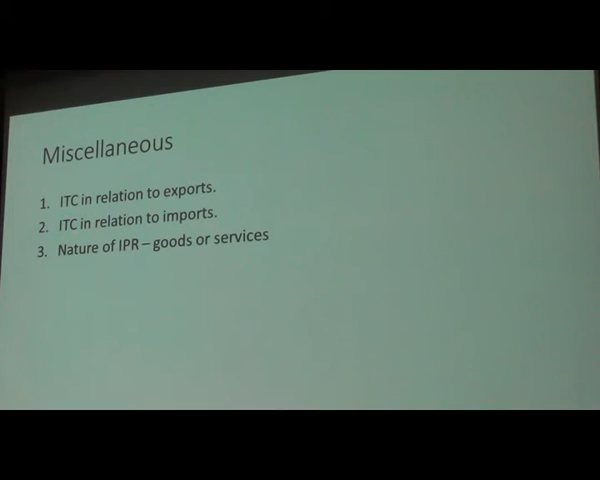 Miscellaneous
1. ITC in relation to exports.
2. ITC in relation to imports.
3. Nature of IPR – goods or services